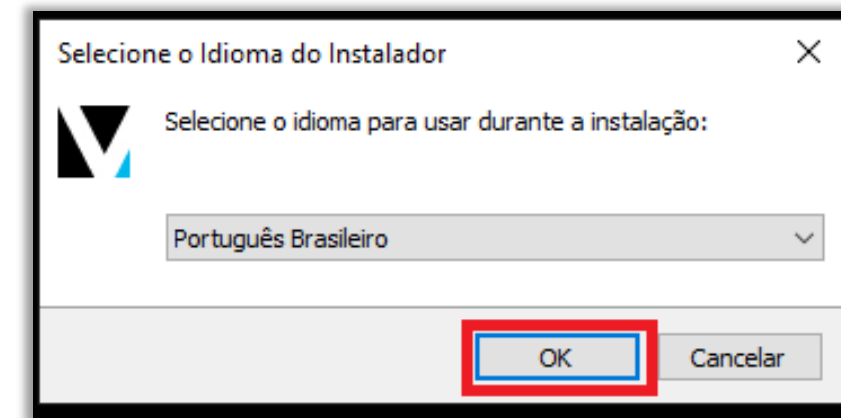 Selecione o Idioma do Instalador
Selecione o idioma para usar durante a instalação:
Português Brasileiro
OK
Cancelar